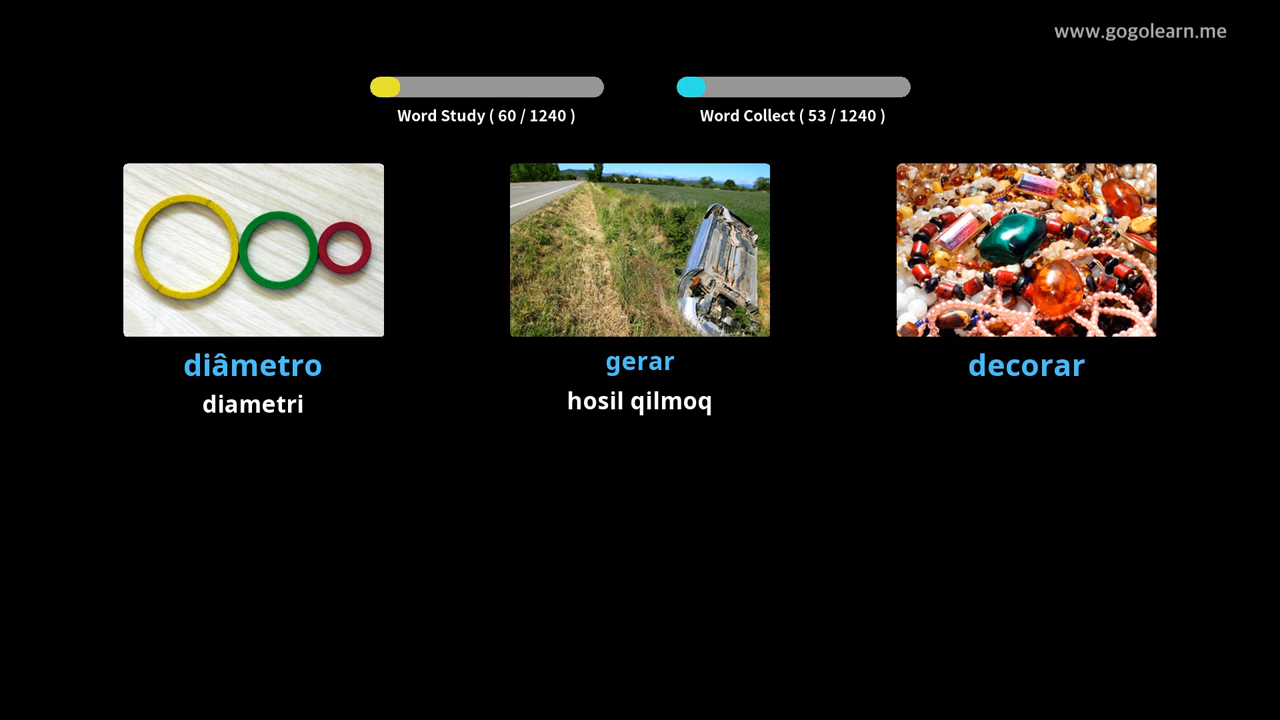 www.gogolearn.me
Word Study ( 60 / 1240 )
Word Collect ( 53 / 1240 )
diâmetro
diametri
gerar
hosil qilmoq
decorar